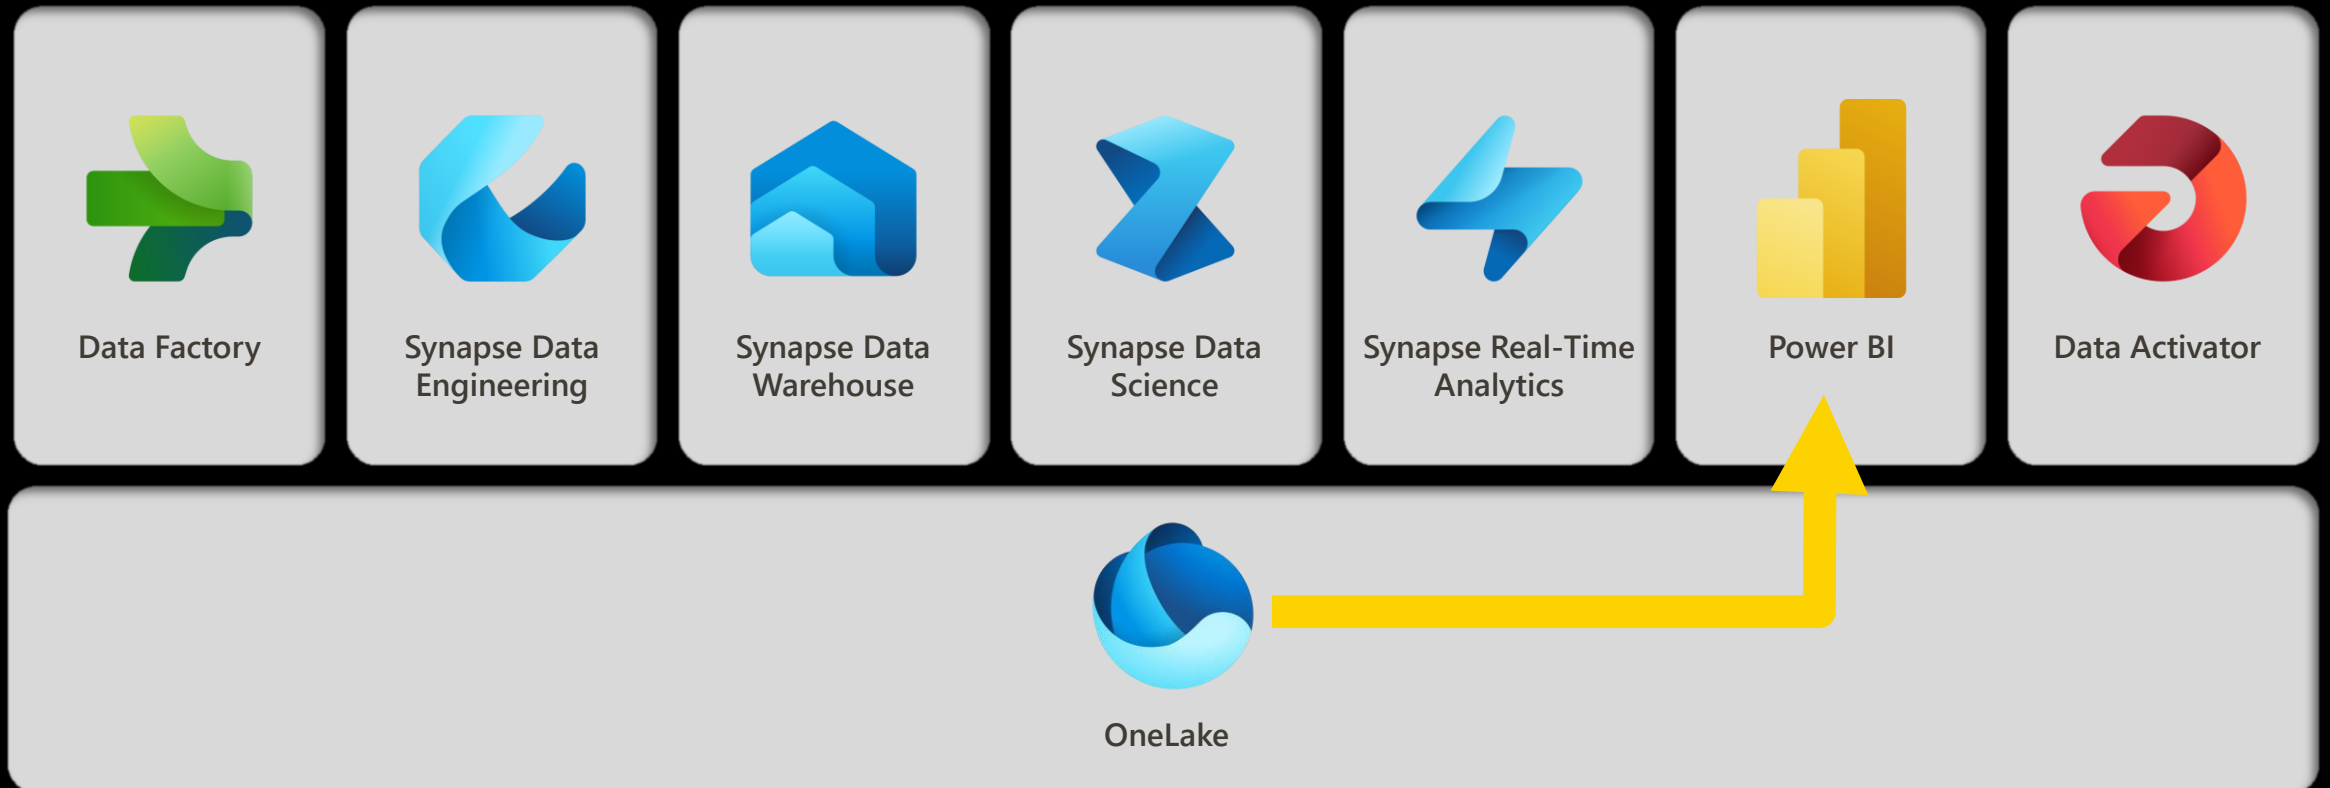 Data Factory
Synapse Data
Engineering
Synapse Data
Warehouse
Synapse Data
Science
Synapse Real-Time
Analytics
Power BI
Data Activator
OneLake